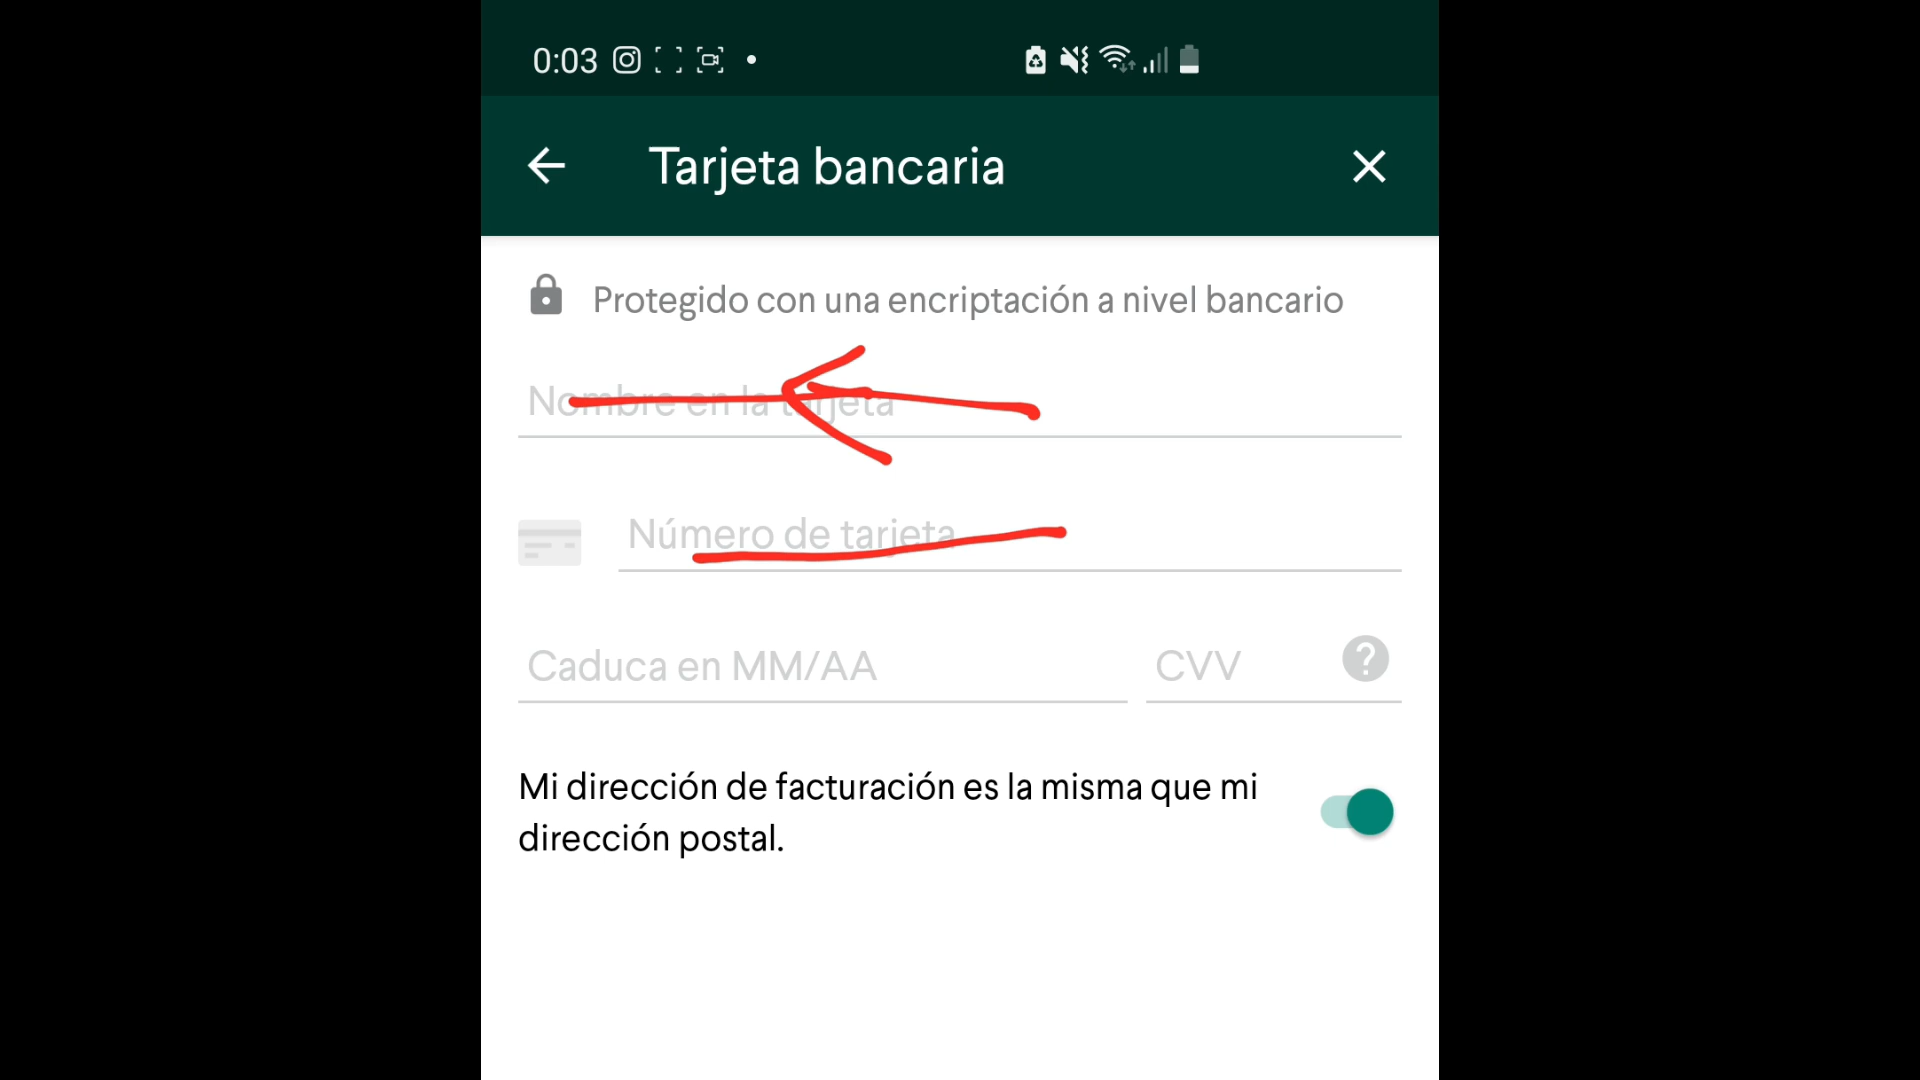 0:03
Tarjeta bancaria
Protegido con una encriptación a nivel bancario
Nombre en la tarjeta
Número de tarjeta
Caduca en MM/AA
CVV
?
Mi dirección de facturación es la misma que mi
dirección postal.